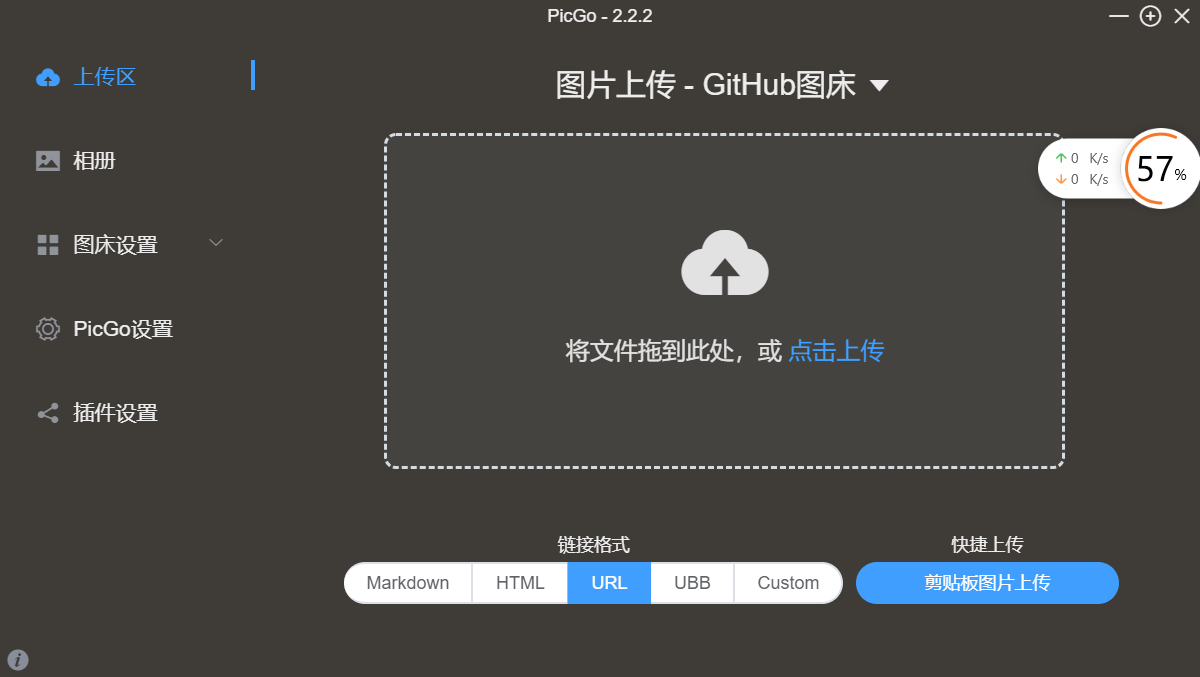 PicGo - 2.2.2
上传区
图片上传 - GitHub图床
相册
0 K/s
0 K/s
57%
图床设置
PicGo设置
将文件拖到此处，或 点击上传
插件设置
链接格式
快捷上传
Markdown HTML URL UBB Custom
剪贴板图片上传